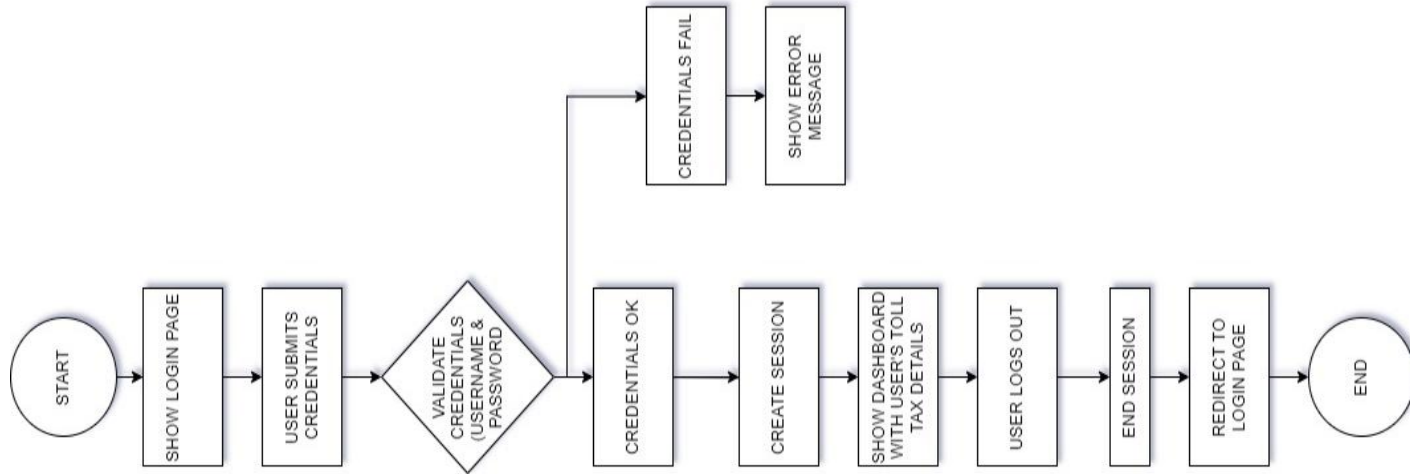 START
SHOW LOGIN PAGE
USER SUBMITS
CREDENTIALS
VALIDATE
CREDENTIALS
(USERNAME &
PASSWORD
CREDENTIALS FAIL
SHOW ERROR
MESSAGE
CREDENTIALS OK
CREATE SESSION
SHOW DASHBOARD
WITH USER'S TOLL
TAX DETAILS
USER LOGS OUT
END SESSION
REDIRECT TO
LOGIN PAGE
END